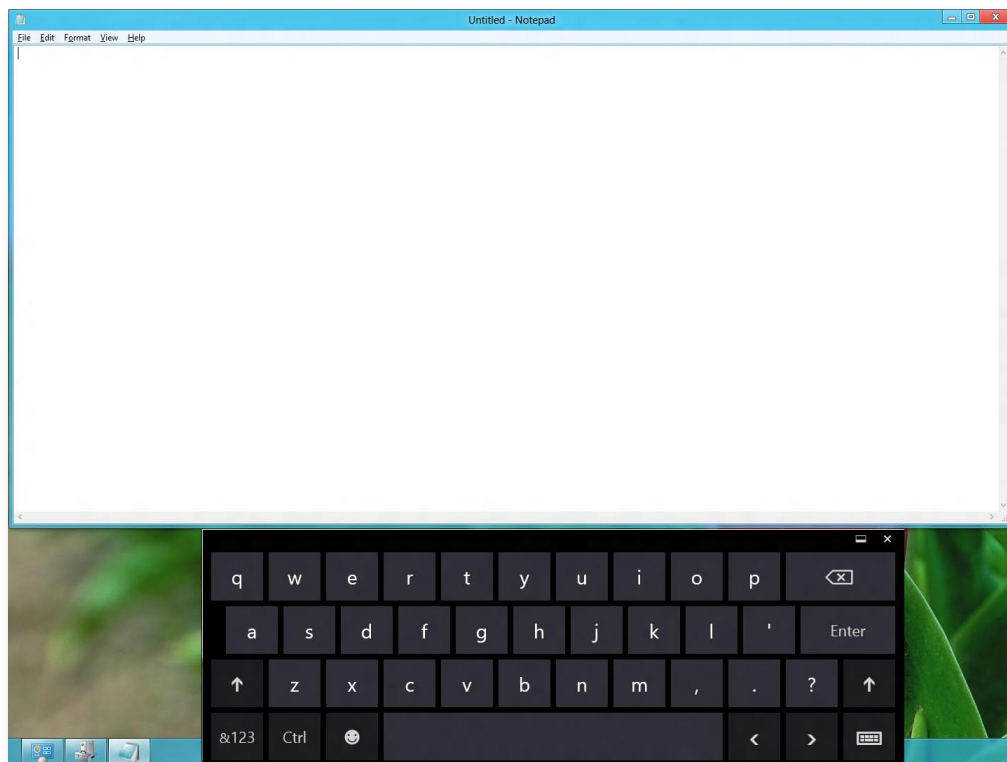 Untitled - Notepad
File Edit Format View Help
q w e r t y u i o p
a s d f g h j k l ' Enter
z x c v b n m , . ?
&123 Ctrl < >